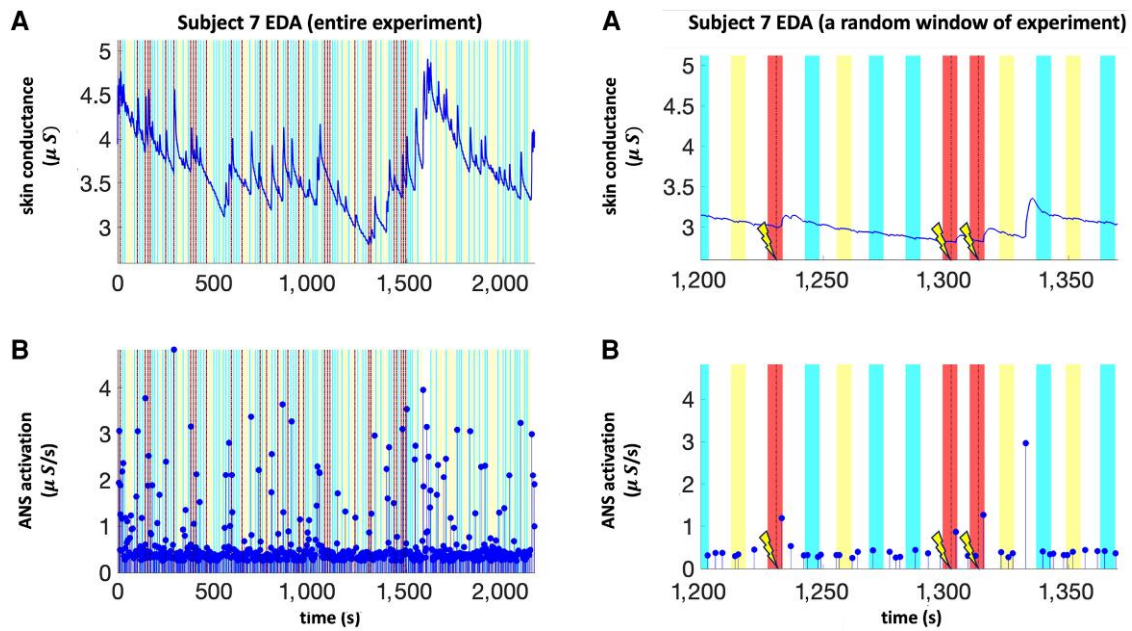 A
Subject 7 EDA (entire experiment)
skin conductance
(μ S)
5
4.5
4
3.5
3
0
500
1,000
1,500
2,000
B
ANS activation
(μ S/s)
4
3
2
1
0
0
500
1,000
1,500
2,000
time (s)
A
Subject 7 EDA (a random window of experiment)
skin conductance
(μ S)
5
4.5
4
3.5
3
1,200
1,250
1,300
1,350
B
ANS activation
(μ S/s)
4
3
2
1
0
1,200
1,250
1,300
1,350
time (s)